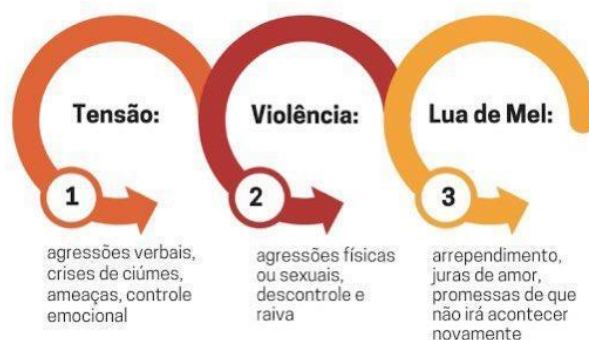 Tensão:
1
agressões verbais,
crises de ciúmes,
ameaças, controle
emocional
Violência:
2
agressões físicas
ou sexuais,
descontrole e
raiva
Lua de Mel:
3
arrependimento,
juras de amor,
promessas de que
não irá acontecer
novamente